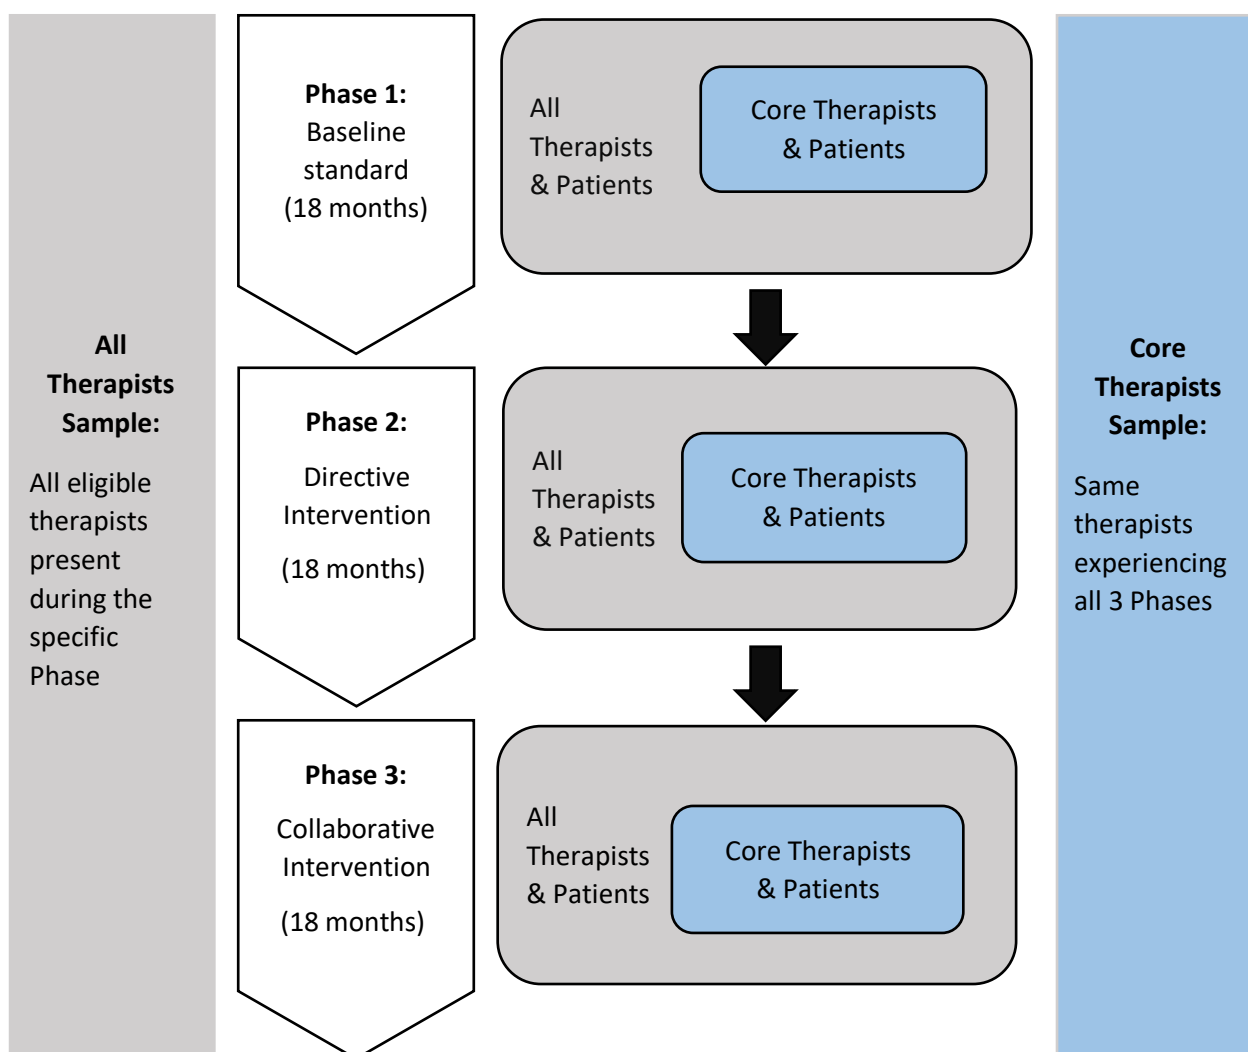 All
Therapists
Sample:
All eligible
therapists
present
during the
specific
Phase
Phase 1:
Baseline
standard
(18 months)
All
Therapists
& Patients
Core Therapists
& Patients
Phase 2:
Directive
Intervention
(18 months)
All
Therapists
& Patients
Core Therapists
& Patients
Phase 3:
Collaborative
Intervention
(18 months)
All
Therapists
& Patients
Core Therapists
& Patients
Core
Therapists
Sample:
Same
therapists
experiencing
all 3 Phases